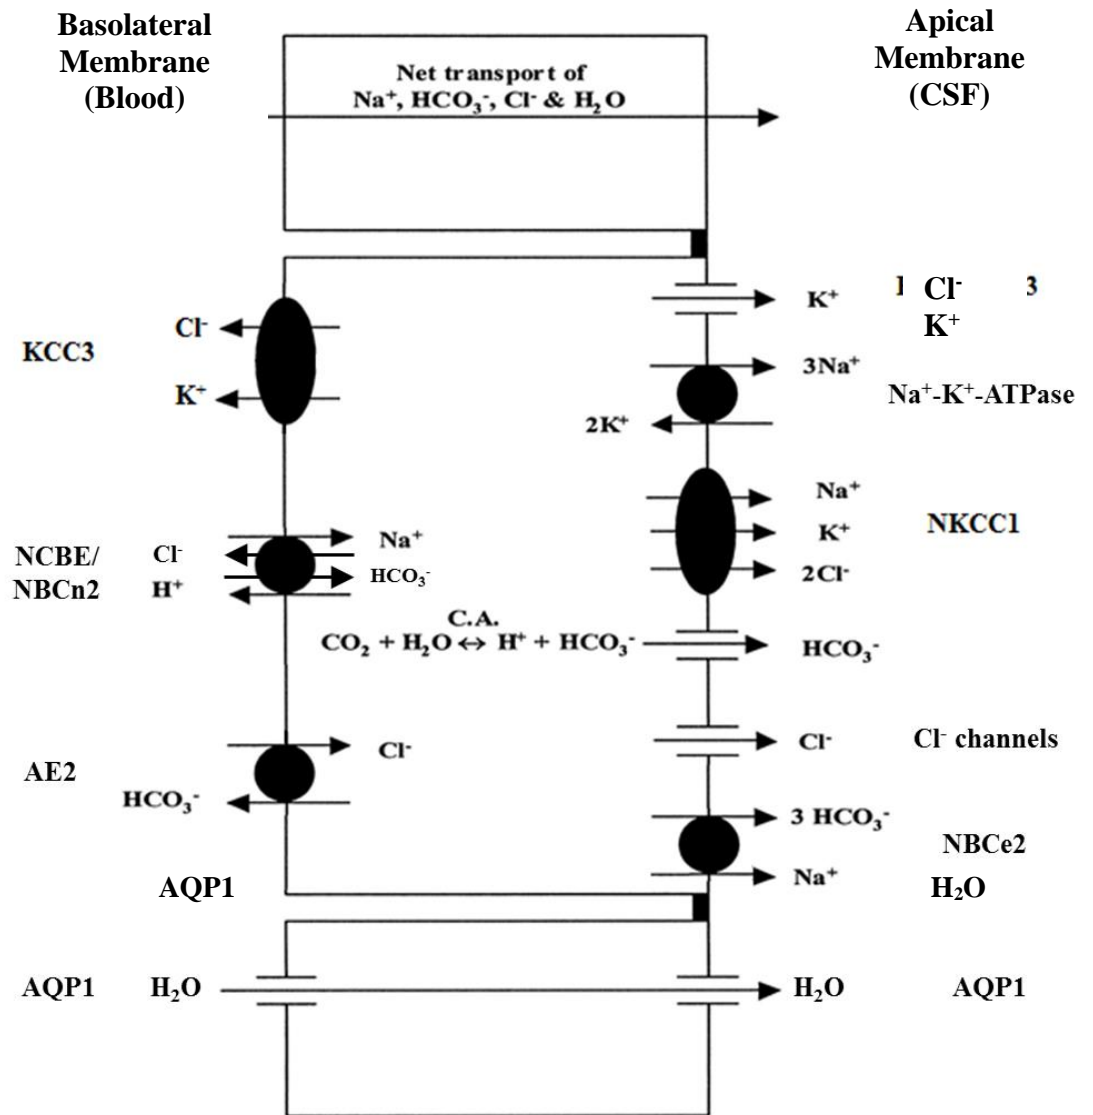 Basolateral
Membrane
(Blood)
Apical
Membrane
(CSF)
Net transport of
Na⁺, HCO₃⁻, Cl⁻ & H₂O
KCC3
Cl⁻
K⁺
K⁺
Cl⁻
3
K⁺
3Na⁺
2K⁺
Na⁺-K⁺-ATPase
Na⁺
K⁺
2Cl⁻
NKCC1
NCBE/
NBCn2
Cl⁻
H⁺
Na⁺
HCO₃⁻
C.A.
CO₂ + H₂O ↔ H⁺ + HCO₃⁻
HCO₃⁻
AE2
Cl⁻
HCO₃⁻
Cl⁻
Cl⁻ channels
3 HCO₃⁻
Na⁺
NBCe2
AQP1
H₂O
AQP1
H₂O
H₂O
AQP1